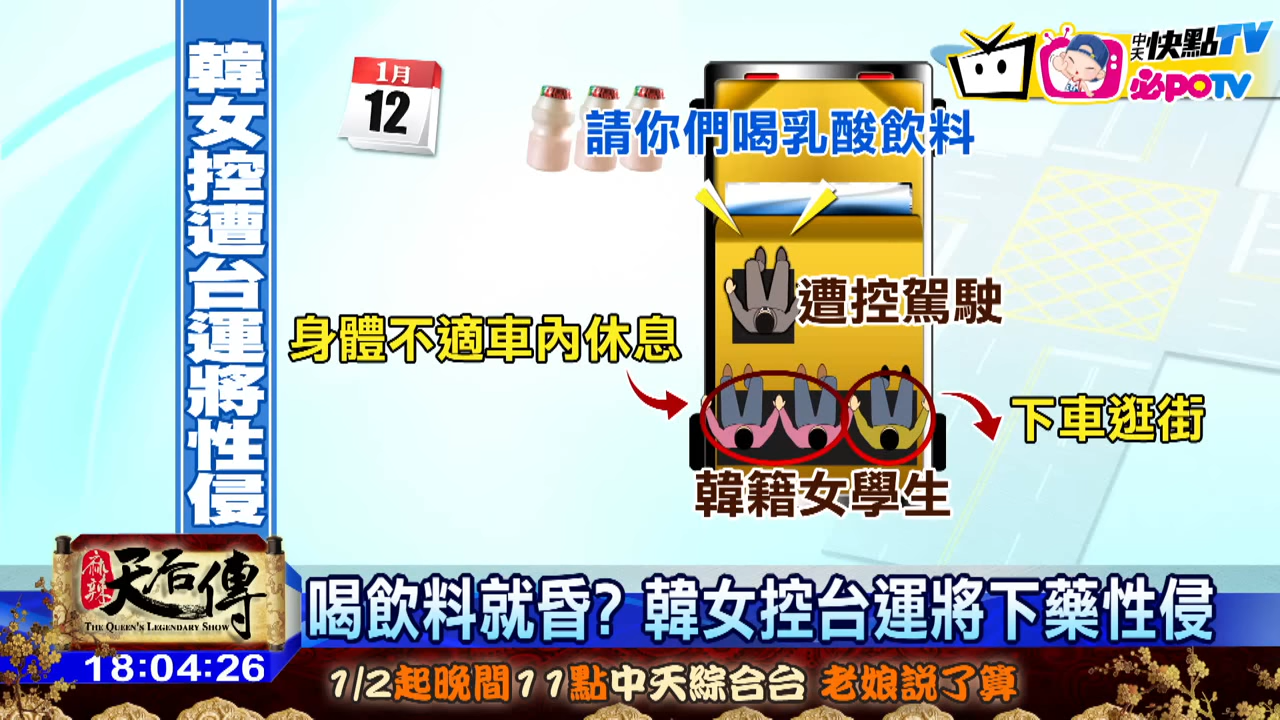 韓女控遭台運將性侵
1月
12
中天快點TV
必POTV
請你們喝乳酸飲料
遭控駕駛
身體不適車內休息
下車逛街
韓籍女學生
麻辣天后傳
THE QUEEN'S LEGENDARY SHOW
喝飲料就昏? 韓女控台運將下藥性侵
18:04:26
1/2起晚間11點中天綜合台 老娘説了算